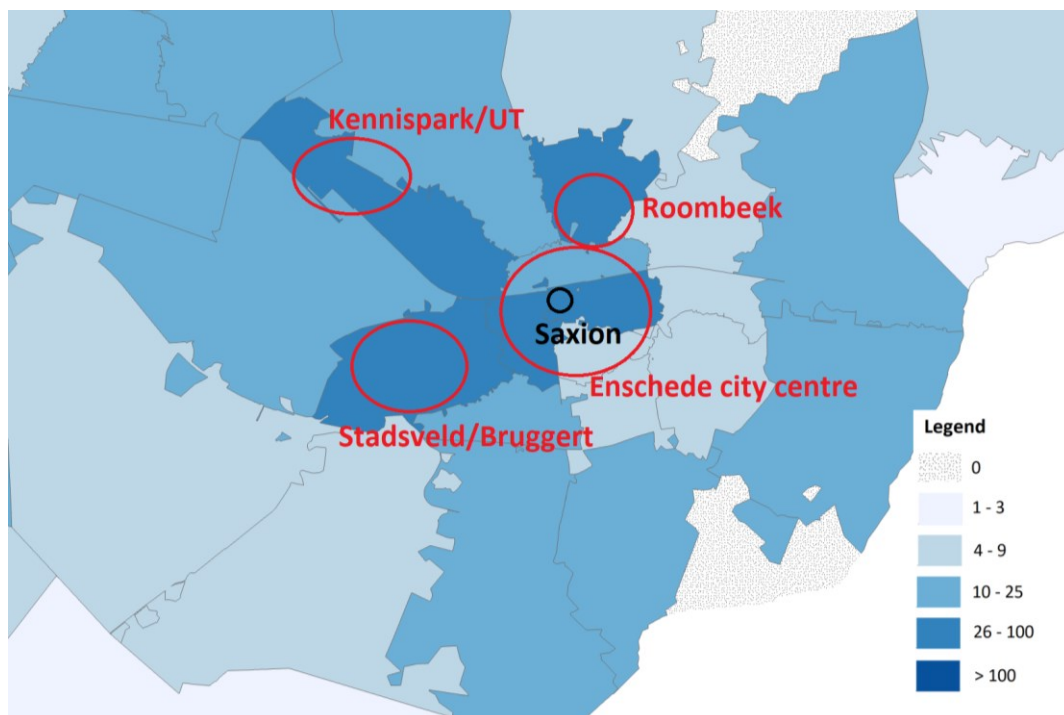 Kennispark/UT
Roombeek
Saxion
Enschede city centre
Stadsveld/Bruggert
Legend
0
1 - 3
4 - 9
10 - 25
26 - 100
> 100